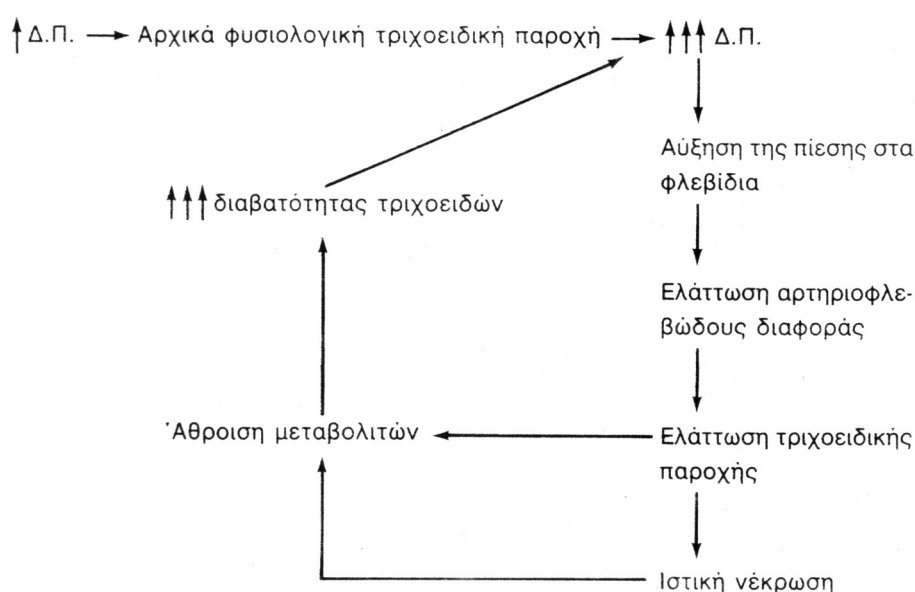 Δ.Π. Αρχικά φυσιολογική τριχοειδική παροχή Δ.Π.
Αύξηση της πίεσης στα
φλεβίδια
διαβατότητας τριχοειδών
Ελάττωση αρτηριοφλε-
βώδους διαφοράς
Άθροιση μεταβολιτών
Ελάττωση τριχοειδικής
παροχής
Ιστική νέκρωση